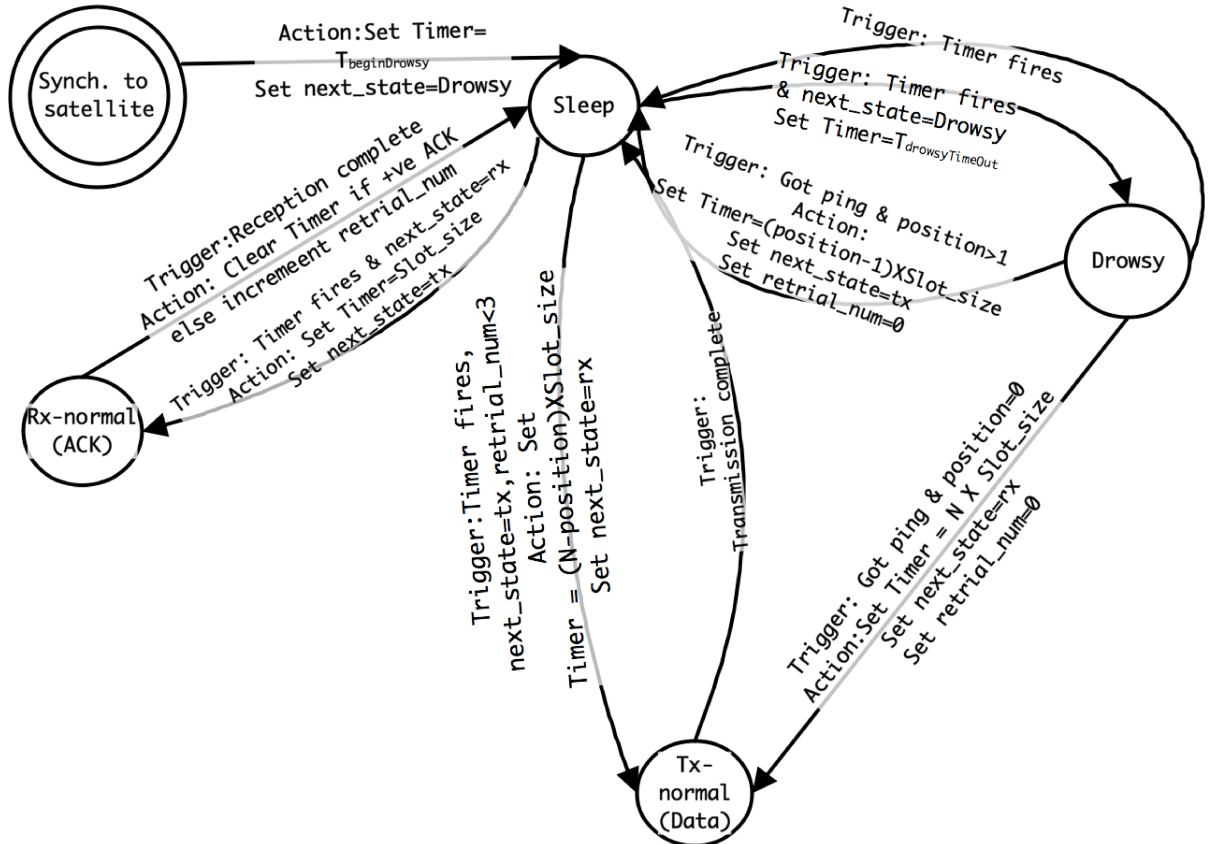 Synch. to
satellite
Action:Set Timer=
TbeginDrowsy
Set next_state=Drowsy
Sleep
Trigger: Timer fires
Trigger: Timer fires
& next_state=Drowsy
Set Timer=TdrowsyTimeOut
Trigger: Got ping & position>1
Action:
Set Timer=(position-1)XSlot_size
Set next_state=tx
Set retrial_num=0
Drowsy
Trigger:Reception complete
Action: Clear Timer if +ve ACK
else incremeent retrial_num
Trigger: Timer fires & next_state=rx
Action: Set Timer=Slot_size
Set next_state=tx
Rx-normal
(ACK)
Trigger:Timer fires,
next_state=tx,retrial_num<3
Action: Set
Timer = (N-position)XSlot_size
Set next_state=rx
Trigger:
Transmission complete
Trigger: Got ping & position=0
Action:Set Timer = N X Slot_size
Set next_state=rx
Set retrial_num=0
Tx-
normal
(Data)